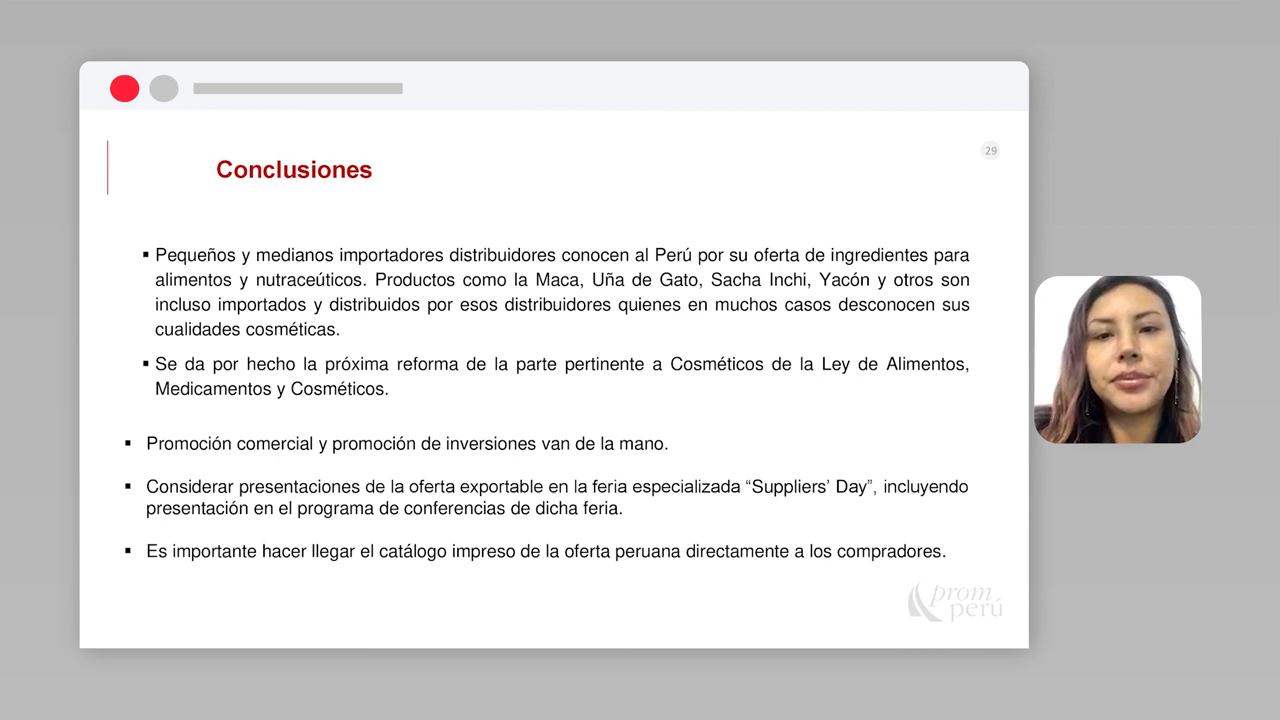 29
Conclusiones
▪ Pequeños y medianos importadores distribuidores conocen al Perú por su oferta de ingredientes para
alimentos y nutraceúticos. Productos como la Maca, Uña de Gato, Sacha Inchi, Yacón y otros son
incluso importados y distribuidos por esos distribuidores quienes en muchos casos desconocen sus
cualidades cosméticas.
▪ Se da por hecho la próxima reforma de la parte pertinente a Cosméticos de la Ley de Alimentos,
Medicamentos y Cosméticos.
▪ Promoción comercial y promoción de inversiones van de la mano.
▪ Considerar presentaciones de la oferta exportable en la feria especializada “Suppliers’ Day”, incluyendo
presentación en el programa de conferencias de dicha feria.
▪ Es importante hacer llegar el catálogo impreso de la oferta peruana directamente a los compradores.
prom
perú